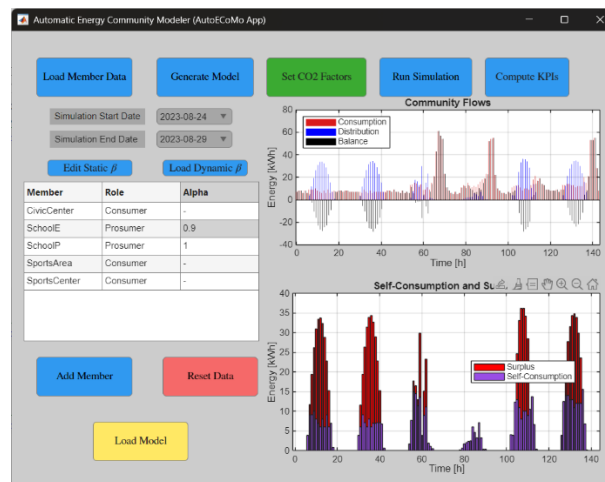 Automatic Energy Community Modeler (AutoECoMo App)
Load Member Data
Generate Model
Set CO2 Factors
Run Simulation
Compute KPIs
Simulation Start Date
2023-08-24
Simulation End Date
2023-08-29
Edit Static β
Load Dynamic β
Member Role Alpha
CivicCenter Consumer -
SchoolE Prosumer 0.9
SchoolP Prosumer 1
SportsArea Consumer -
SportsCenter Consumer -
Add Member
Reset Data
Load Model
Community Flows
Consumption
Distribution
Balance
Energy [kWh]
80
60
40
20
0
-20
-40
0 20 40 60 80 100 120 140
Time [h]
Self-Consumption and Su
Surplus
Self-Consumption
Energy [kWh]
40
35
30
25
20
15
10
5
0
0 20 40 60 80 100 120 140
Time [h]